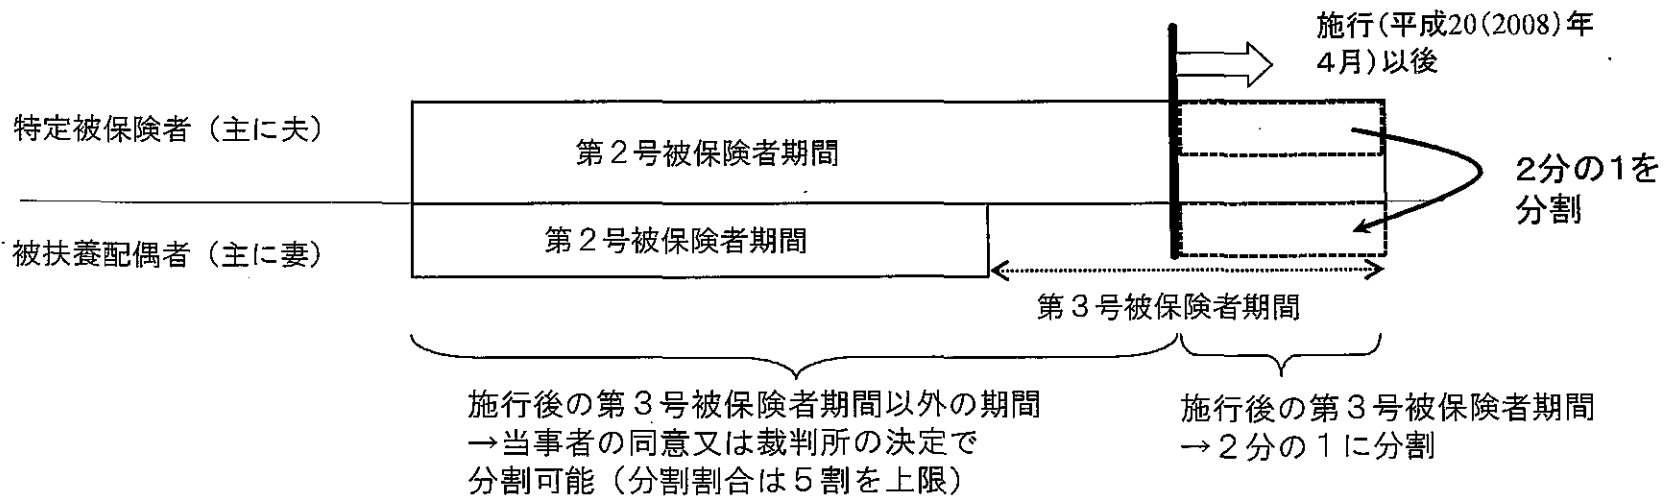 施行(平成20(2008)年
4月)以後
特定被保険者（主に夫）
第２号被保険者期間
2分の1を
分割
被扶養配偶者（主に妻）
第２号被保険者期間
第３号被保険者期間
施行後の第３号被保険者期間以外の期間
→当事者の同意又は裁判所の決定で
分割可能（分割割合は５割を上限）
施行後の第３号被保険者期間
→２分の１に分割